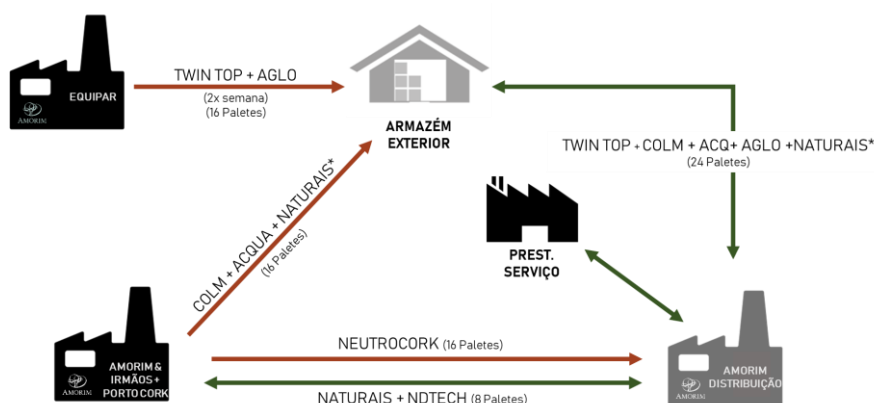 EQUIPAR
AMORIM
TWIN TOP + AGLO
(2x semana)
(16 Paletes)
ARMAZÉM
EXTERIOR
TWIN TOP + COLM + ACQ+ AGLO +NATURAIS*
(24 Paletes)
COLM + ACQUA + NATURAIS*
(16 Paletes)
PREST.
SERVIÇO
AMORIM &
IRMÃOS +
PORTO CORK
AMORIM
NEUTROCORK (16 Paletes)
NATURAIS + NDTECH (8 Paletes)
AMORIM
DISTRIBUIÇÃO
AMORIM